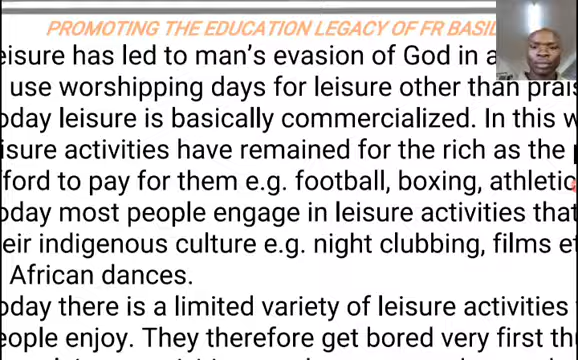 PROMOTING THE EDUCATION LEGACY OF FR BASIL
eisure has led to man's evasion of God in a
use worshipping days for leisure other than prais
oday leisure is basically commercialized. In this w
isure activities have remained for the rich as the
ford to pay for them e.g. football, boxing, athletic
oday most people engage in leisure activities that
eir indigenous culture e.g. night clubbing, films et
African dances.
oday there is a limited variety of leisure activities
eople enjoy. They therefore get bored very first th